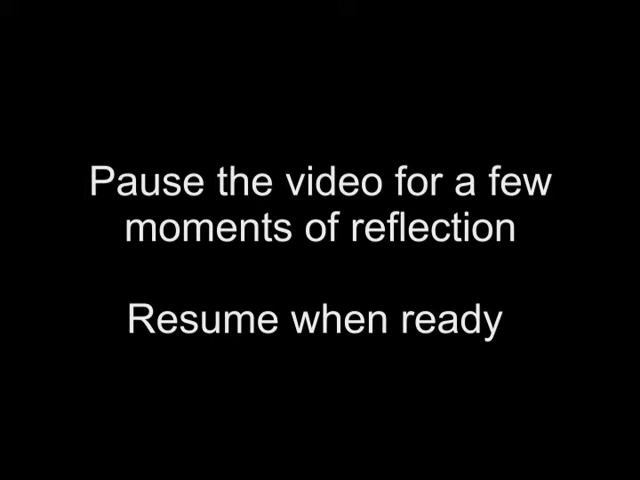 Pause the video for a few
moments of reflection
Resume when ready